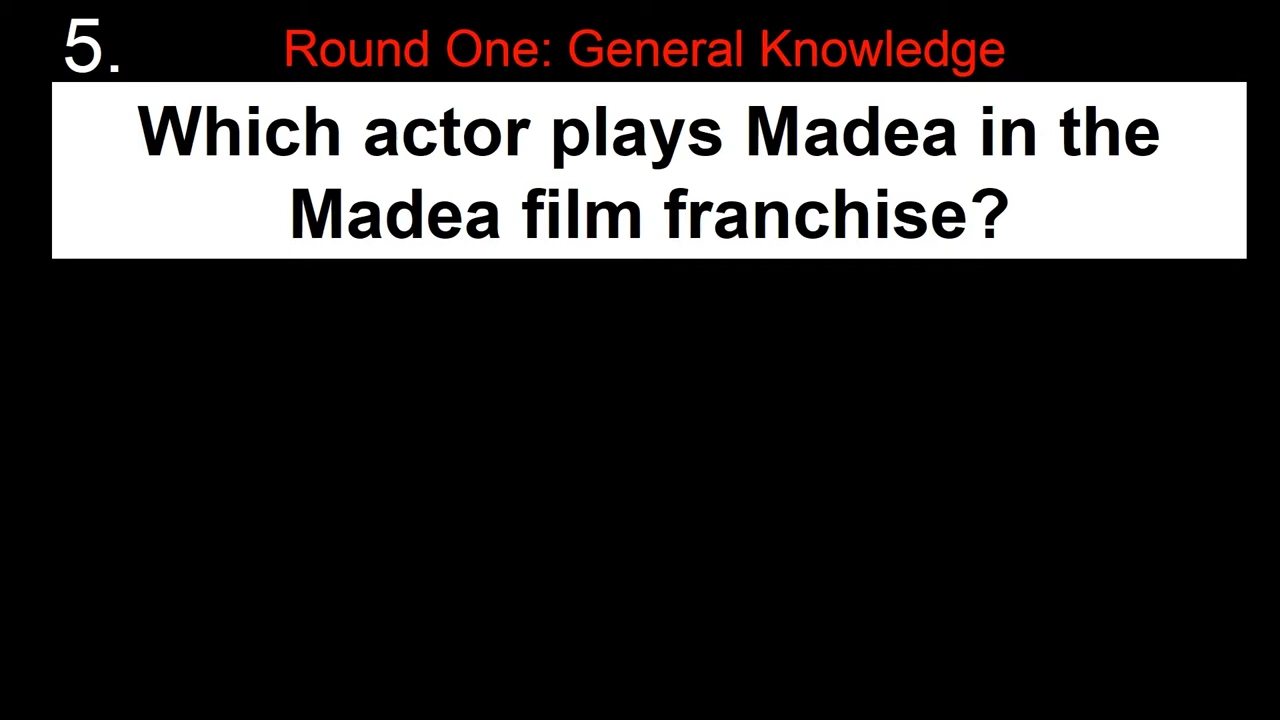 5.
Round One: General Knowledge
Which actor plays Madea in the
Madea film franchise?